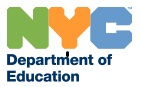 NYC
Department of
Education